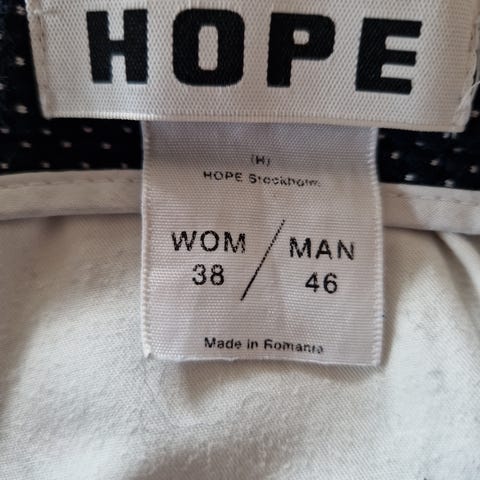 HOPE
(H)
HOPE Stockholm
WOM / MAN
38 46
Made in Romania